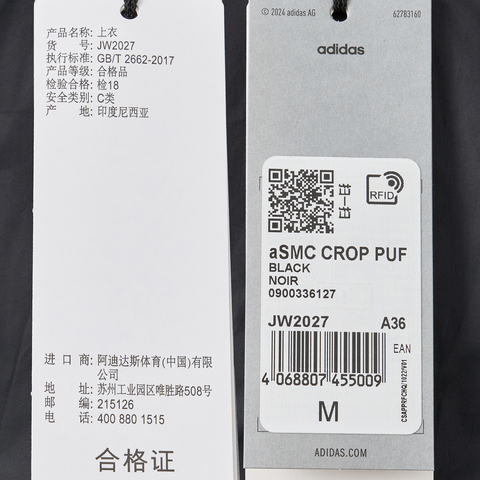 产品名称: 上衣
货 号: JW2027
执行标准: GB/T 2662-2017
产品等级: 合格品
检验合格: 检18
安全类别: C类
产 地: 印度尼西亚
进 口 商: 阿迪达斯体育(中国)有限
公司
地 址: 苏州工业园区唯胜路508号
邮 编: 215126
电 话: 400 880 1515
合格证
© 2024 adidas AG
62783160
adidas
RFID
aSMC CROP PUF
BLACK
NOIR
0900336127
JW2027 A36
EAN
4 068807 455009
M
ADIDAS.COM